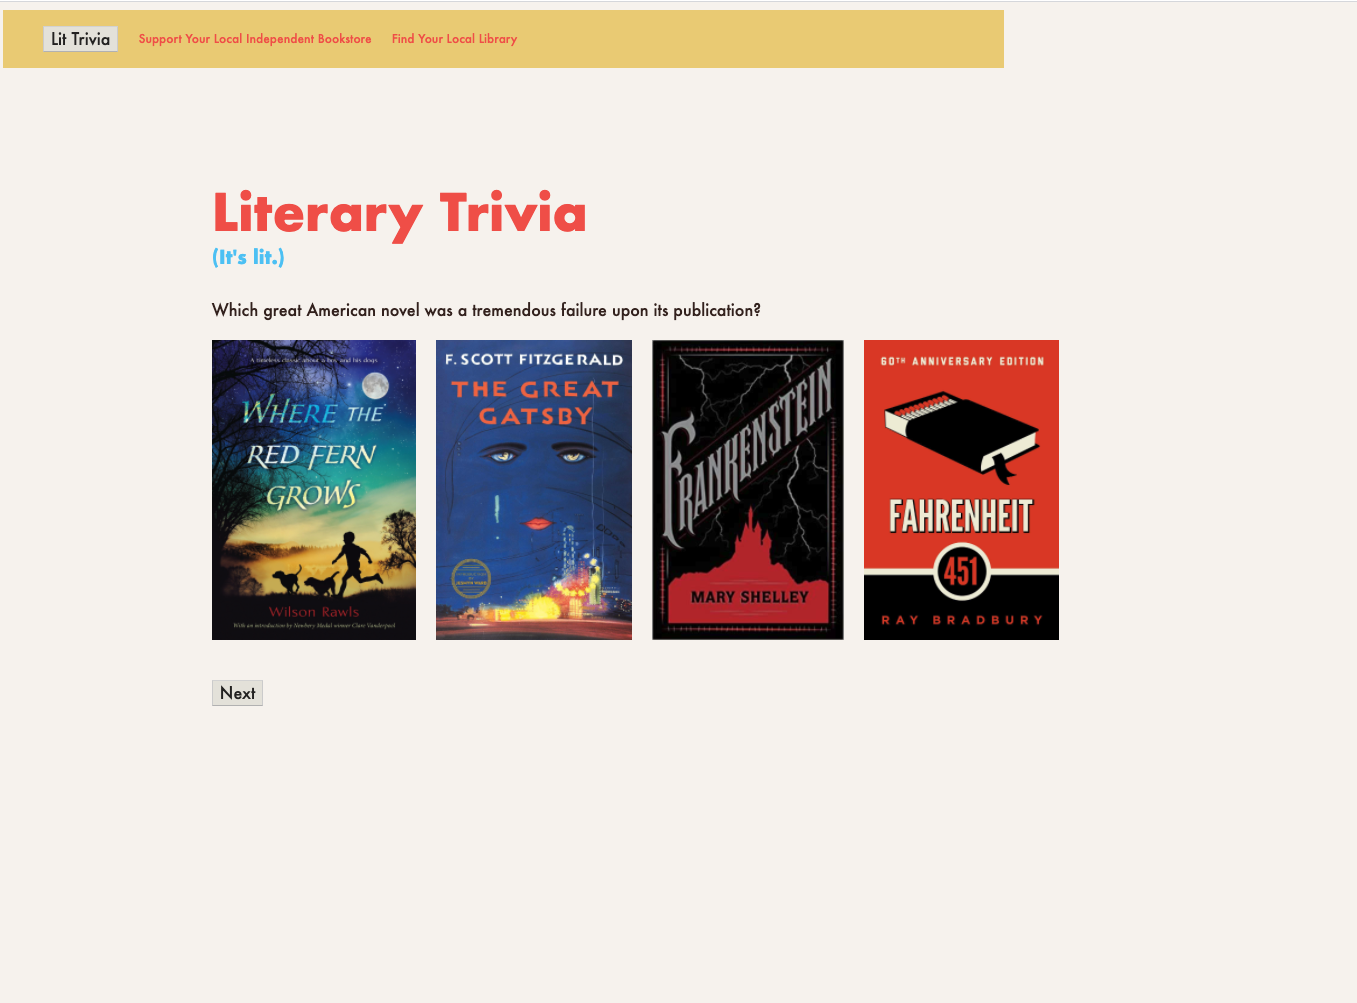 Lit Trivia Support Your Local Independent Bookstore Find Your Local Library
Literary Trivia
(It's lit.)
Which great American novel was a tremendous failure upon its publication?
A timeless classic about a boy and his dogs
WHERE THE
RED FERN
GROWS
Wilson Rawls
With an introduction by Newbery Medal winner Clare Vanderpool
F. SCOTT FITZGERALD
THE GREAT
GATSBY
FRANKENSTEIN
MARY SHELLEY
60TH ANNIVERSARY EDITION
FAHRENHEIT
451
RAY BRADBURY
Next